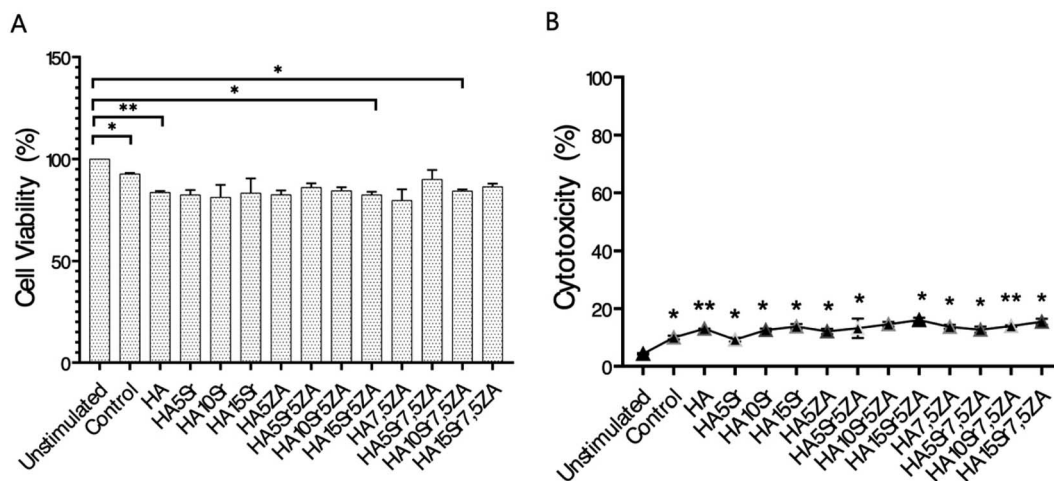 A
Cell Viability (%)
150
100
50
0
*
*
**
*
Unstimulated
Control
HA
HA5Sr
HA10Sr
HA15Sr
HA5ZA
HA5Sr5ZA
HA10Sr5ZA
HA15Sr5ZA
HA7,5ZA
HA5Sr7,5ZA
HA10Sr7,5ZA
HA15Sr7,5ZA
B
Cytotoxicity (%)
100
80
60
40
20
0
* ** * * * * * * * * ** *
Unstimulated
Control
HA
HA5Sr
HA10Sr
HA15Sr
HA5ZA
HA5Sr5ZA
HA10Sr5ZA
HA15Sr5ZA
HA7,5ZA
HA5Sr7,5ZA
HA10Sr7,5ZA
HA15Sr7,5ZA